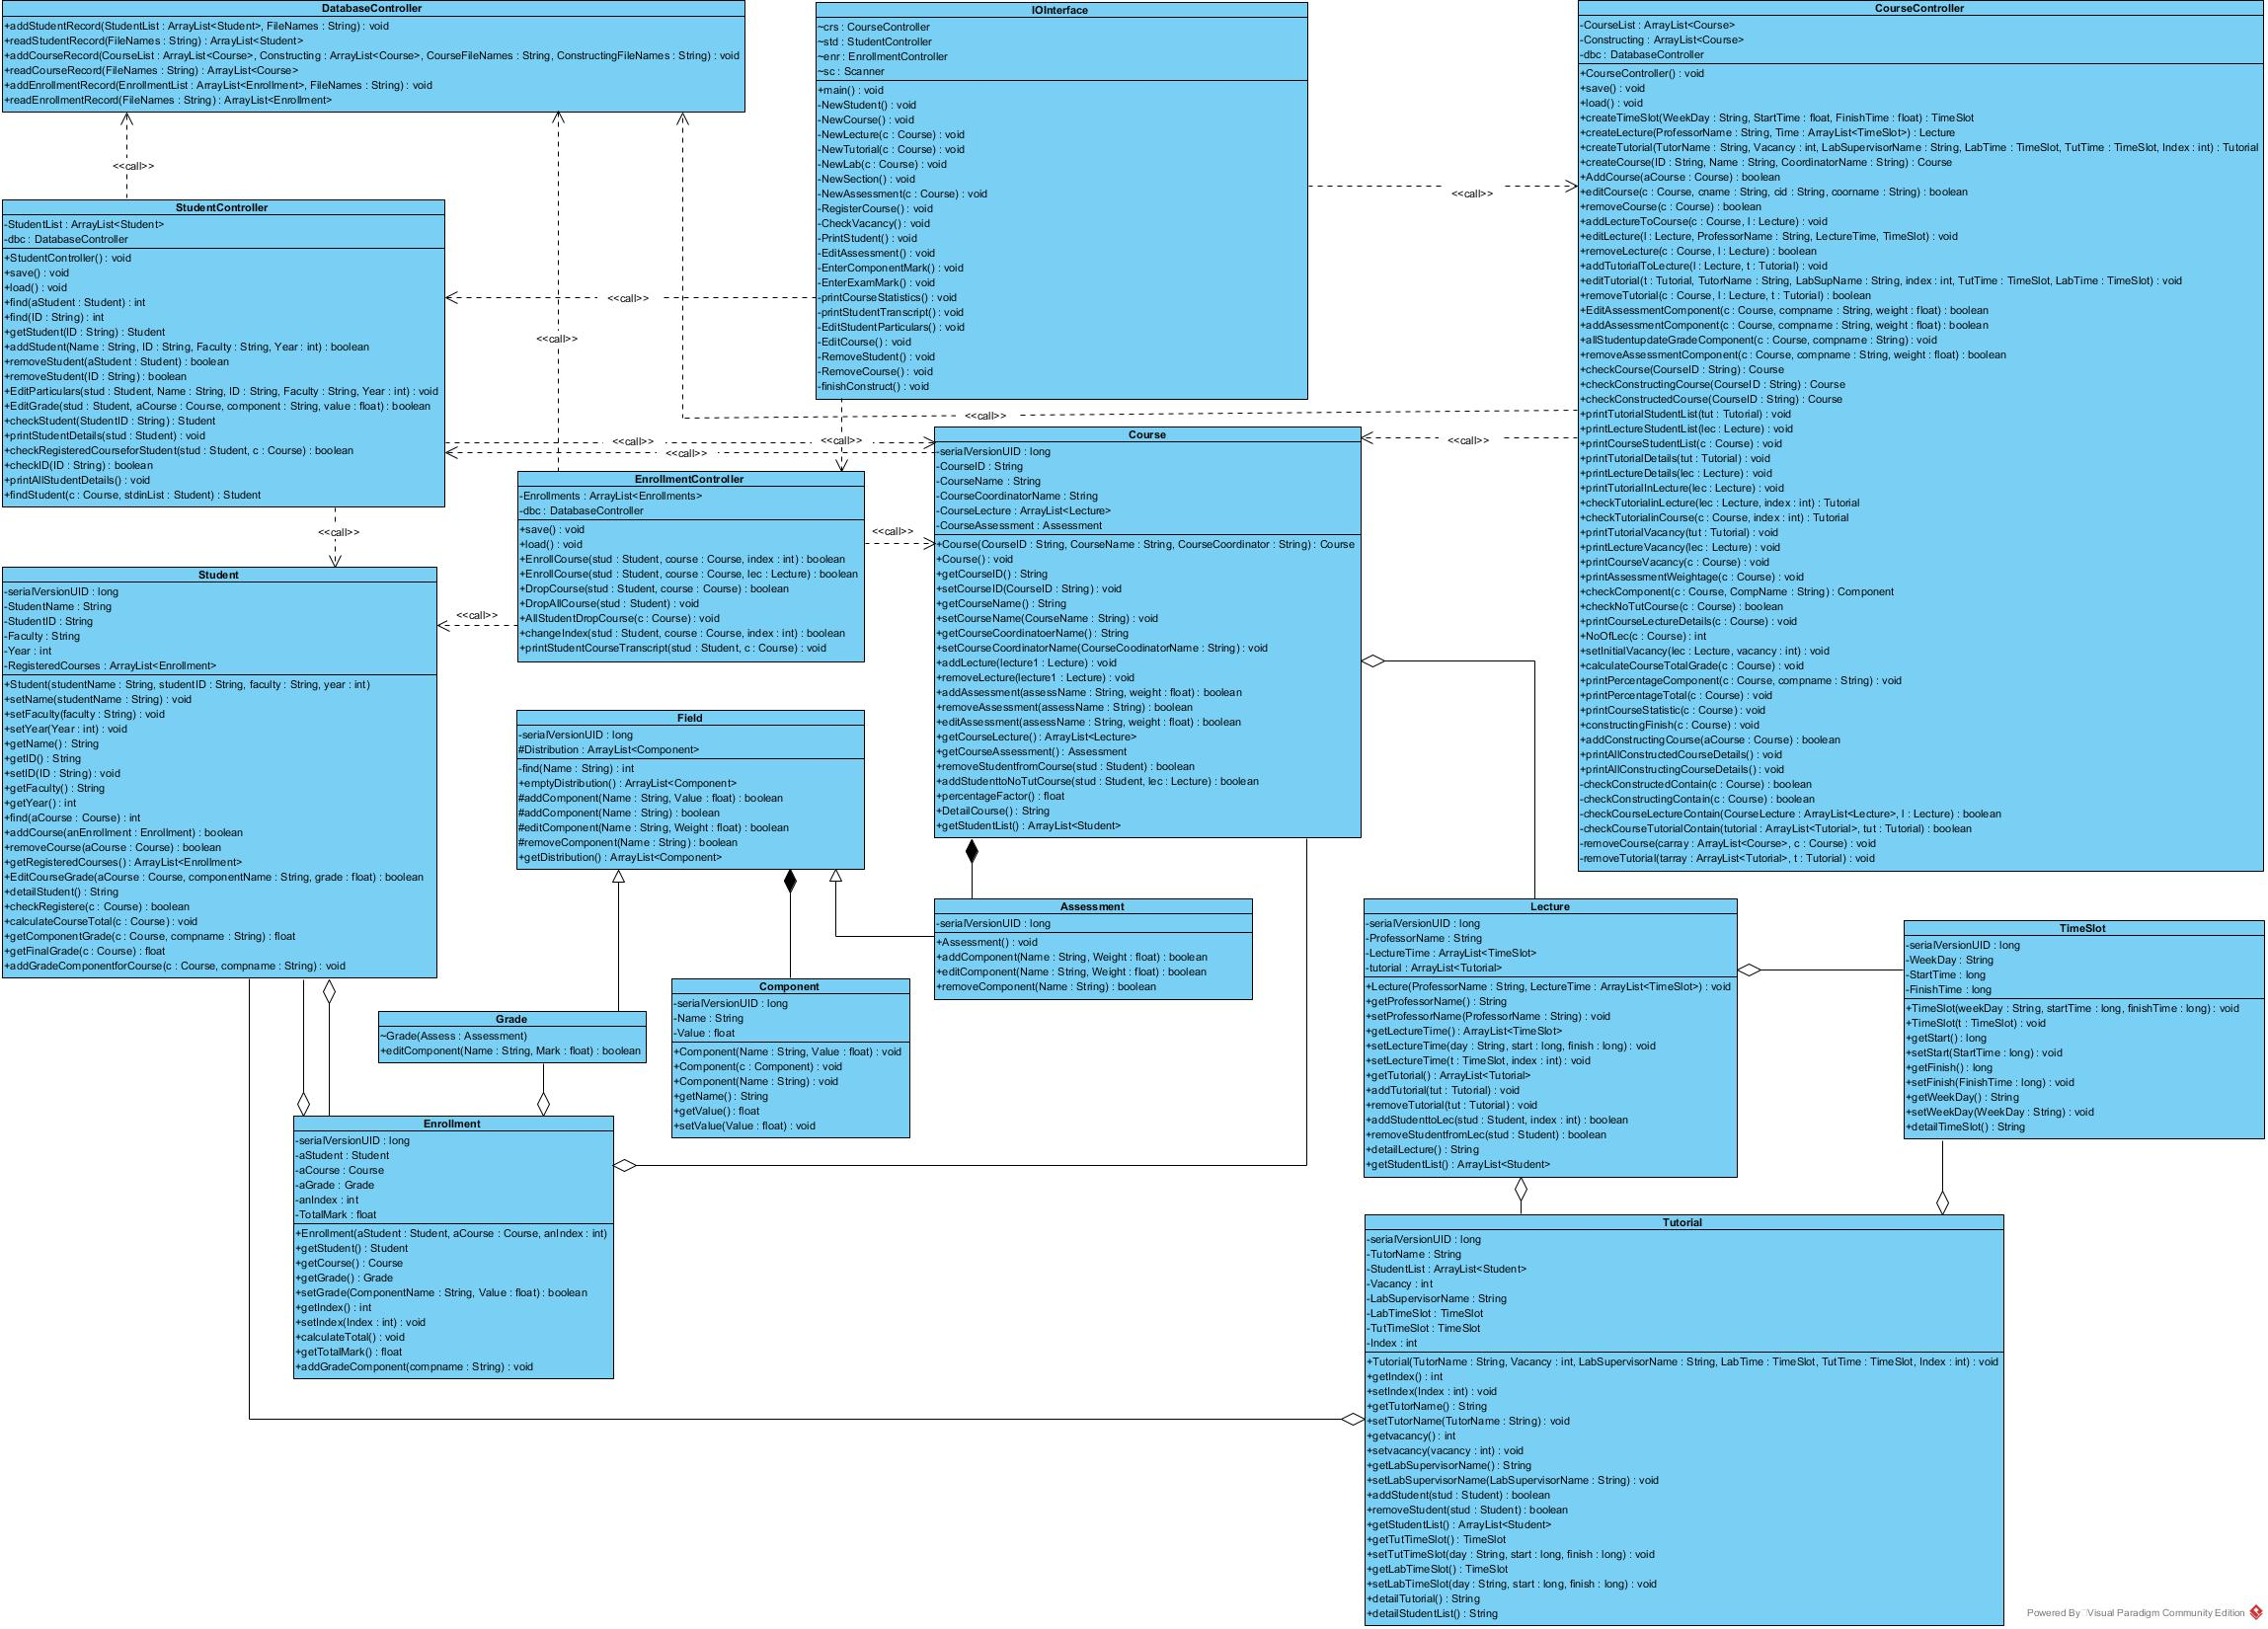 DatabaseController
+addStudentRecord(StudentList : ArrayList<Student>, FileNames : String) : void
+readStudentRecord(FileNames : String) : ArrayList<Student>
+addCourseRecord(CourseList : ArrayList<Course>, Constructing : ArrayList<Course>, CourseFileNames : String, ConstructingFileNames : String) : void
+readCourseRecord(FileNames : String) : ArrayList<Course>
+addEnrollmentRecord(EnrollmentList : ArrayList<Enrollment>, FileNames : String) : void
+readEnrollmentRecord(FileNames : String) : ArrayList<Enrollment>
IOInterface
~crs : CourseController
~std : StudentController
~enr : EnrollmentController
~sc : Scanner
+main() : void
-NewStudent() : void
-NewCourse() : void
-NewLecture(c : Course) : void
-NewTutorial(c : Course) : void
-NewLab(c : Course) : void
-NewSection() : void
-NewAssessment(c : Course) : void
-RegisterCourse() : void
-CheckVacancy() : void
-PrintStudent() : void
-EditAssessment() : void
-EnterComponentMark() : void
-EnterExamMark() : void
-printCourseStatistics() : void
-printStudentTranscript() : void
-EditStudentParticulars() : void
-EditCourse() : void
-RemoveStudent() : void
-RemoveCourse() : void
-finishConstruct() : void
CourseController
-CourseList : ArrayList<Course>
-Constructing : ArrayList<Course>
-dbc : DatabaseController
+CourseController() : void
+save() : void
+load() : void
+createTimeSlot(WeekDay : String, StartTime : float, FinishTime : float) : TimeSlot
+createLecture(ProfessorName : String, Time : ArrayList<TimeSlot>) : Lecture
+createTutorial(TutorName : String, Vacancy : int, LabSupervisorName : String, LabTime : TimeSlot, TutTime : TimeSlot, Index : int) : Tutorial
+createCourse(ID : String, Name : String, CoordinatorName : String) : Course
+AddCourse(aCourse : Course) : boolean
+editCourse(c : Course, cname : String, cid : String, coorname : String) : boolean
+removeCourse(c : Course) : boolean
+addLectureToCourse(c : Course, l : Lecture) : void
+editLecture(l : Lecture, ProfessorName : String, LectureTime, TimeSlot) : void
+removeLecture(c : Course, l : Lecture) : boolean
+addTutorialToLecture(l : Lecture, t : Tutorial) : void
+editTutorial(t : Tutorial, TutorName : String, LabSupName : String, index : int, TutTime : TimeSlot, LabTime : TimeSlot) : void
+removeTutorial(c : Course, l : Lecture, t : Tutorial) : boolean
+EditAssessmentComponent(c : Course, compname : String, weight : float) : boolean
+addAssessmentComponent(c : Course, compname : String, weight : float) : boolean
+allStudentupdateGradeComponent(c : Course, compname : String) : void
+removeAssessmentComponent(c : Course, compname : String, weight : float) : boolean
+checkCourse(CourseID : String) : Course
+checkConstructingCourse(CourseID : String) : Course
+checkConstructedCourse(CourseID : String) : Course
+printTutorialStudentList(tut : Tutorial) : void
+printLectureStudentList(lec : Lecture) : void
+printCourseStudentList(c : Course) : void
+printTutorialDetails(tut : Tutorial) : void
+printLectureDetails(lec : Lecture) : void
+printTutorialInLecture(lec : Lecture) : void
+checkTutorialinLecture(lec : Lecture, index : int) : Tutorial
+checkTutorialinCourse(c : Course, index : int) : Tutorial
+printTutorialVacancy(tut : Tutorial) : void
+printLectureVacancy(lec : Lecture) : void
+printCourseVacancy(c : Course) : void
+printAssessmentWeightage(c : Course) : void
+checkComponent(c : Course, CompName : String) : Component
+checkNoTutCourse(c : Course) : boolean
+printCourseLectureDetails(c : Course) : void
+NoOfLec(c : Course) : int
+setInitialVacancy(lec : Lecture, vacancy : int) : void
+calculateCourseTotalGrade(c : Course) : void
+printPercentageComponent(c : Course, compname : String) : void
+printPercentageTotal(c : Course) : void
+printCourseStatistic(c : Course) : void
+constructingFinish(c : Course) : void
+addConstructingCourse(aCourse : Course) : boolean
+printAllConstructedCourseDetails() : void
+printAllConstructingCourseDetails() : void
-checkConstructedContain(c : Course) : boolean
-checkConstructingContain(c : Course) : boolean
-checkCourseLectureContain(CourseLecture : ArrayList<Lecture>, l : Lecture) : boolean
-checkCourseTutorialContain(tutorial : ArrayList<Tutorial>, tut : Tutorial) : boolean
-removeCourse(carray : ArrayList<Course>, c : Course) : void
-removeTutorial(tarray : ArrayList<Tutorial>, t : Tutorial) : void
<<call>>
<<call>>
<<call>>
<<call>>
<<call>>
<<call>>
<<call>>
<<call>>
<<call>>
<<call>>
<<call>>
<<call>>
StudentController
-StudentList : ArrayList<Student>
-dbc : DatabaseController
+StudentController() : void
+save() : void
+load() : void
+find(aStudent : Student) : int
+find(ID : String) : int
+getStudent(ID : String) : Student
+addStudent(Name : String, ID : String, Faculty : String, Year : int) : boolean
+removeStudent(aStudent : Student) : boolean
+removeStudent(ID : String) : boolean
+EditParticulars(stud : Student, Name : String, ID : String, Faculty : String, Year : int) : void
+EditGrade(stud : Student, aCourse : Course, component : String, value : float) : boolean
+checkStudent(StudentID : String) : Student
+printStudentDetails(stud : Student) : void
+checkRegisteredCourseforStudent(stud : Student, c : Course) : boolean
+checkID(ID : String) : boolean
+printAllStudentDetails() : void
+findStudent(c : Course, stdinList : Student) : Student
EnrollmentController
-Enrollments : ArrayList<Enrollments>
-dbc : DatabaseController
+save() : void
+load() : void
+EnrollCourse(stud : Student, course : Course, index : int) : boolean
+EnrollCourse(stud : Student, course : Course, lec : Lecture) : boolean
+DropCourse(stud : Student, course : Course) : boolean
+DropAllCourse(stud : Student) : void
+AllStudentDropCourse(c : Course) : void
+changeIndex(stud : Student, course : Course, index : int) : boolean
+printStudentCourseTranscript(stud : Student, c : Course) : void
Course
-serialVersionUID : long
-CourseID : String
-CourseName : String
-CourseCoordinatorName : String
-CourseLecture : ArrayList<Lecture>
-CourseAssessment : Assessment
+Course(CourseID : String, CourseName : String, CourseCoordinator : String) : Course
+Course() : void
+getCourseID() : String
+setCourseID(CourseID : String) : void
+getCourseName() : String
+setCourseName(CourseName : String) : void
+getCourseCoordinatoerName() : String
+setCourseCoordinatorName(CourseCoodinatorName : String) : void
+addLecture(lecture1 : Lecture) : void
+removeLecture(lecture1 : Lecture) : void
+addAssessment(assessName : String, weight : float) : boolean
+removeAssessment(assessName : String) : boolean
+editAssessment(assessName : String, weight : float) : boolean
+getCourseLecture() : ArrayList<Lecture>
+getCourseAssessment() : Assessment
+removeStudentfromCourse(stud : Student) : boolean
+addStudenttoNoTutCourse(stud : Student, lec : Lecture) : boolean
+percentageFactor() : float
+DetailCourse() : String
+getStudentList() : ArrayList<Student>
Student
-serialVersionUID : long
-StudentName : String
-StudentID : String
-Faculty : String
-Year : int
-RegisteredCourses : ArrayList<Enrollment>
+Student(studentName : String, studentID : String, faculty : String, year : int)
+setName(studentName : String) : void
+setFaculty(faculty : String) : void
+setYear(Year : int) : void
+getName() : String
+getID() : String
+setID(ID : String) : void
+getFaculty() : String
+getYear() : int
+find(aCourse : Course) : int
+addCourse(anEnrollment : Enrollment) : boolean
+removeCourse(aCourse : Course) : boolean
+getRegisteredCourses() : ArrayList<Enrollment>
+EditCourseGrade(aCourse : Course, componentName : String, grade : float) : boolean
+detailStudent() : String
+checkRegistere(c : Course) : boolean
+calculateCourseTotal(c : Course) : void
+getComponentGrade(c : Course, compname : String) : float
+getFinalGrade(c : Course) : float
+addGradeComponentforCourse(c : Course, compname : String) : void
Field
-serialVersionUID : long
#Distribution : ArrayList<Component>
-find(Name : String) : int
+emptyDistribution() : ArrayList<Component>
#addComponent(Name : String, Value : float) : boolean
#addComponent(Name : String) : boolean
#editComponent(Name : String, Weight : float) : boolean
#removeComponent(Name : String) : boolean
+getDistribution() : ArrayList<Component>
Assessment
-serialVersionUID : long
+Assessment() : void
+addComponent(Name : String, Weight : float) : boolean
+editComponent(Name : String, Weight : float) : boolean
+removeComponent(Name : String) : boolean
Component
-serialVersionUID : long
-Name : String
-Value : float
+Component(Name : String, Value : float) : void
+Component(c : Component) : void
+Component(Name : String) : void
+getName() : String
+getValue() : float
+setValue(Value : float) : void
Grade
~Grade(Assess : Assessment)
+editComponent(Name : String, Mark : float) : boolean
Enrollment
-serialVersionUID : long
-aStudent : Student
-aCourse : Course
-aGrade : Grade
-anIndex : int
-TotalMark : float
+Enrollment(aStudent : Student, aCourse : Course, anIndex : int)
+getStudent() : Student
+getCourse() : Course
+getGrade() : Grade
+setGrade(ComponentName : String, Value : float) : boolean
+getIndex() : int
+setIndex(Index : int) : void
+calculateTotal() : void
+getTotalMark() : float
+addGradeComponent(compname : String) : void
Lecture
-serialVersionUID : long
-ProfessorName : String
-LectureTime : ArrayList<TimeSlot>
-tutorial : ArrayList<Tutorial>
+Lecture(ProfessorName : String, LectureTime : ArrayList<TimeSlot>) : void
+getProfessorName() : String
+setProfessorName(ProfessorName : String) : void
+getLectureTime() : ArrayList<TimeSlot>
+setLectureTime(day : String, start : long, finish : long) : void
+setLectureTime(t : TimeSlot, index : int) : void
+getTutorial() : ArrayList<Tutorial>
+addTutorial(tut : Tutorial) : void
+removeTutorial(tut : Tutorial) : void
+addStudenttoLec(stud : Student, index : int) : boolean
+removeStudentfromLec(stud : Student) : boolean
+detailLecture() : String
+getStudentList() : ArrayList<Student>
TimeSlot
-serialVersionUID : long
-WeekDay : String
-StartTime : long
-FinishTime : long
+TimeSlot(weekDay : String, startTime : long, finishTime : long) : void
+TimeSlot(t : TimeSlot) : void
+getStart() : long
+setStart(StartTime : long) : void
+getFinish() : long
+setFinish(FinishTime : long) : void
+getWeekDay() : String
+setWeekDay(WeekDay : String) : void
+detailTimeSlot() : String
Tutorial
-serialVersionUID : long
-TutorName : String
-StudentList : ArrayList<Student>
-Vacancy : int
-LabSupervisorName : String
-LabTimeSlot : TimeSlot
-TutTimeSlot : TimeSlot
-Index : int
+Tutorial(TutorName : String, Vacancy : int, LabSupervisorName : String, LabTime : TimeSlot, TutTime : TimeSlot, Index : int) : void
+getIndex() : int
+setIndex(Index : int) : void
+getTutorName() : String
+setTutorName(TutorName : String) : void
+getvacancy() : int
+setvacancy(vacancy : int) : void
+getLabSupervisorName() : String
+setLabSupervisorName(LabSupervisorName : String) : void
+addStudent(stud : Student) : boolean
+removeStudent(stud : Student) : boolean
+getStudentList() : ArrayList<Student>
+getTutTimeSlot() : TimeSlot
+setTutTimeSlot(day : String, start : long, finish : long) : void
+getLabTimeSlot() : TimeSlot
+setLabTimeSlot(day : String, start : long, finish : long) : void
+detailTutorial() : String
+detailStudentList() : String
Powered By Visual Paradigm Community Edition